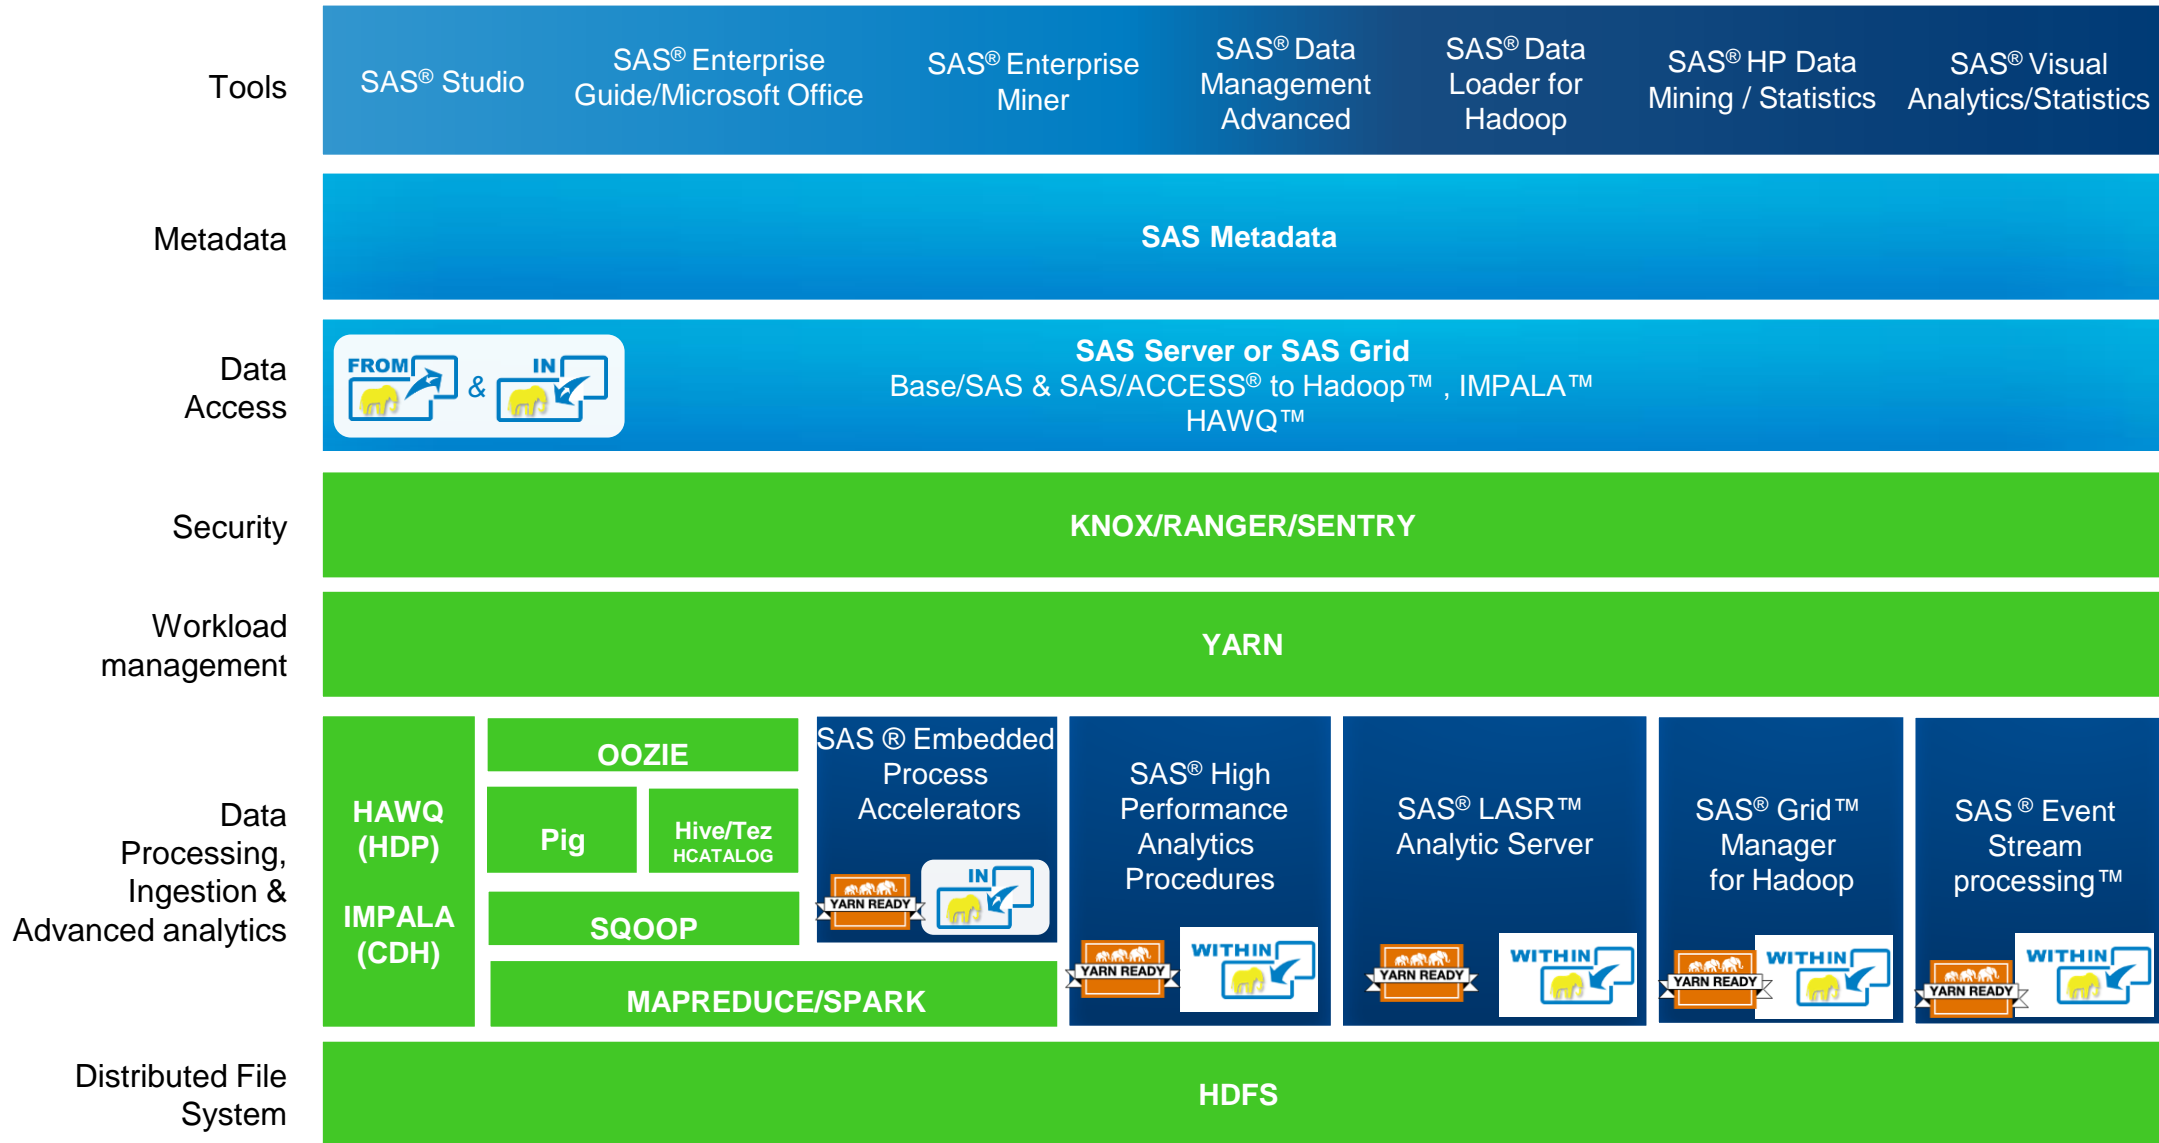 Tools
SAS® Studio
SAS® Enterprise
Guide/Microsoft Office
SAS® Enterprise
Miner
SAS® Data
Management
Advanced
SAS® Data
Loader for
Hadoop
SAS® HP Data
Mining / Statistics
SAS® Visual
Analytics/Statistics
Metadata
SAS Metadata
Data
Access
FROM
&
IN
SAS Server or SAS Grid
Base/SAS & SAS/ACCESS® to Hadoop™ , IMPALA™
HAWQ™
Security
KNOX/RANGER/SENTRY
Workload
management
YARN
Data
Processing,
Ingestion &
Advanced analytics
HAWQ
(HDP)
IMPALA
(CDH)
OOZIE
Pig
Hive/Tez
HCATALOG
SQOOP
MAPREDUCE/SPARK
SAS ® Embedded
Process
Accelerators
YARN READY
IN
SAS® High
Performance
Analytics
Procedures
YARN READY
WITHIN
SAS® LASR™
Analytic Server
YARN READY
WITHIN
SAS® Grid™
Manager
for Hadoop
YARN READY
WITHIN
SAS ® Event
Stream
processing™
YARN READY
WITHIN
Distributed File
System
HDFS